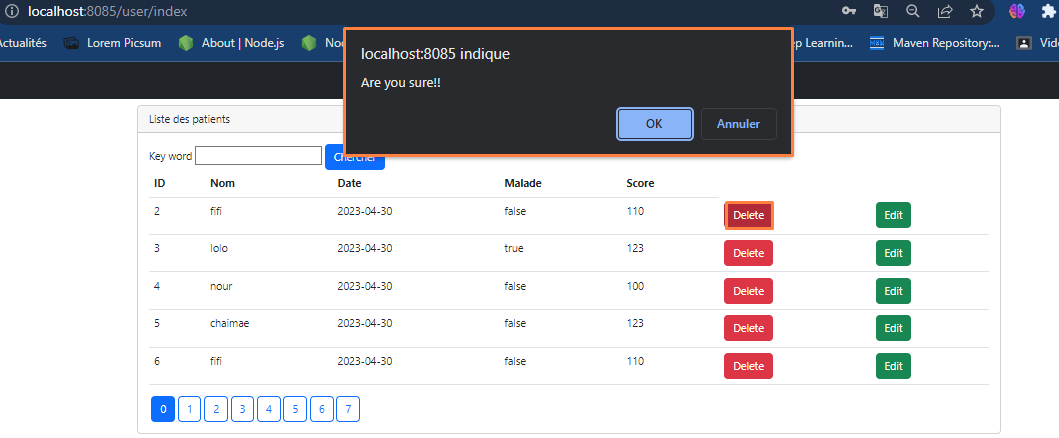 localhost:8085/user/index
Actualités Lorem Picsum About | Node.js Nod ep Learnin... Maven Repository:... Vid
localhost:8085 indique
Are you sure!!
OK Annuler
Liste des patients
Key word Chercher
ID Nom Date Malade Score
2 fifi 2023-04-30 false 110 Delete Edit
3 lolo 2023-04-30 true 123 Delete Edit
4 nour 2023-04-30 false 100 Delete Edit
5 chaimae 2023-04-30 false 123 Delete Edit
6 fifi 2023-04-30 false 110 Delete Edit
0 1 2 3 4 5 6 7